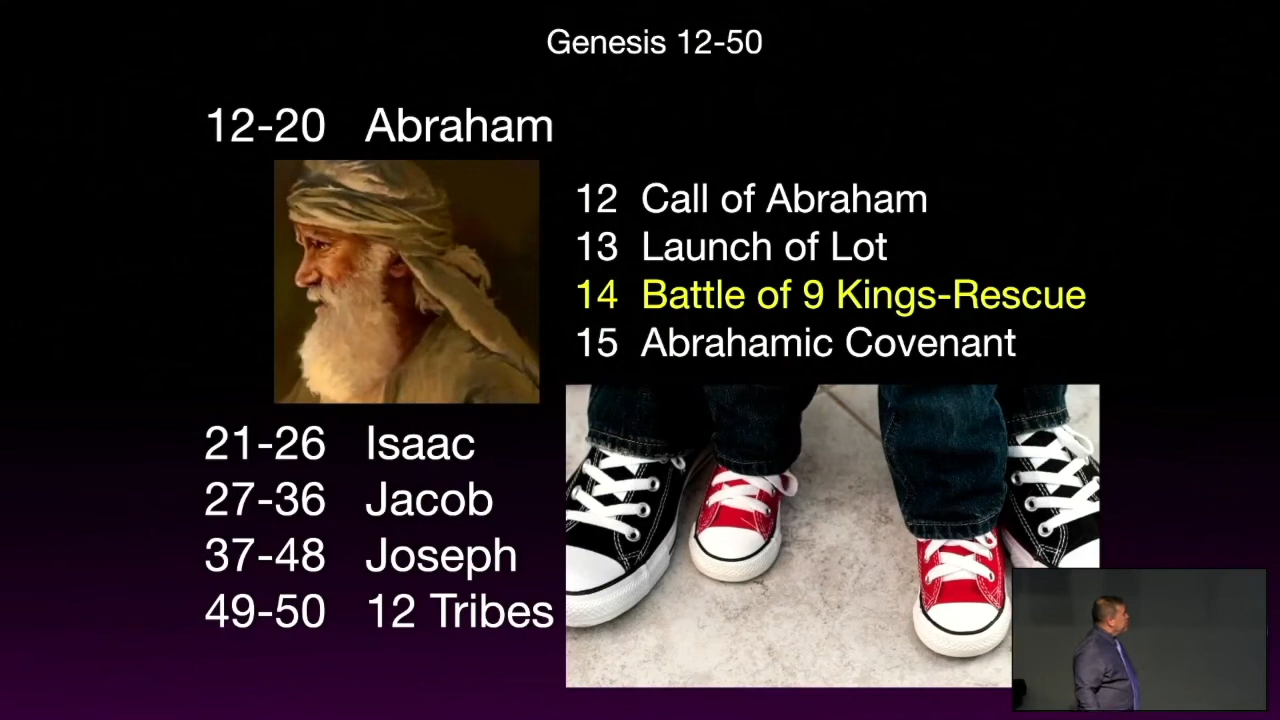 Genesis 12-50
12-20 Abraham
12 Call of Abraham
13 Launch of Lot
14 Battle of 9 Kings-Rescue
15 Abrahamic Covenant
21-26 Isaac
27-36 Jacob
37-48 Joseph
49-50 12 Tribes